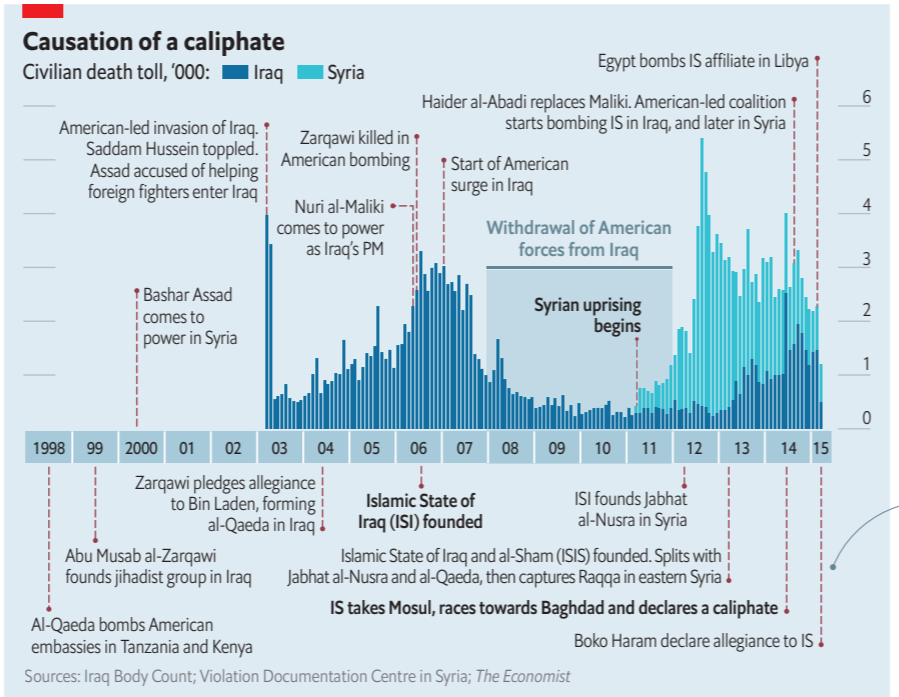 Causation of a caliphate
Civilian death toll, ‘000: Iraq Syria
Egypt bombs IS affiliate in Libya
Haider al-Abadi replaces Maliki. American-led coalition
starts bombing IS in Iraq, and later in Syria
American-led invasion of Iraq.
Saddam Hussein toppled.
Assad accused of helping
foreign fighters enter Iraq
Zarqawi killed in
American bombing
Start of American
surge in Iraq
Nuri al-Maliki
comes to power
as Iraq’s PM
Withdrawal of American
forces from Iraq
Bashar Assad
comes to
power in Syria
Syrian uprising
begins
6
5
4
3
2
1
0
1998 99 2000 01 02 03 04 05 06 07 08 09 10 11 12 13 14 15
Zarqawi pledges allegiance
to Bin Laden, forming
al-Qaeda in Iraq
Islamic State of
Iraq (ISI) founded
ISI founds Jabhat
al-Nusra in Syria
Abu Musab al-Zarqawi
founds jihadist group in Iraq
Islamic State of Iraq and al-Sham (ISIS) founded. Splits with
Jabhat al-Nusra and al-Qaeda, then captures Raqqa in eastern Syria
IS takes Mosul, races towards Baghdad and declares a caliphate
Al-Qaeda bombs American
embassies in Tanzania and Kenya
Boko Haram declare allegiance to IS
Sources: Iraq Body Count; Violation Documentation Centre in Syria; The Economist